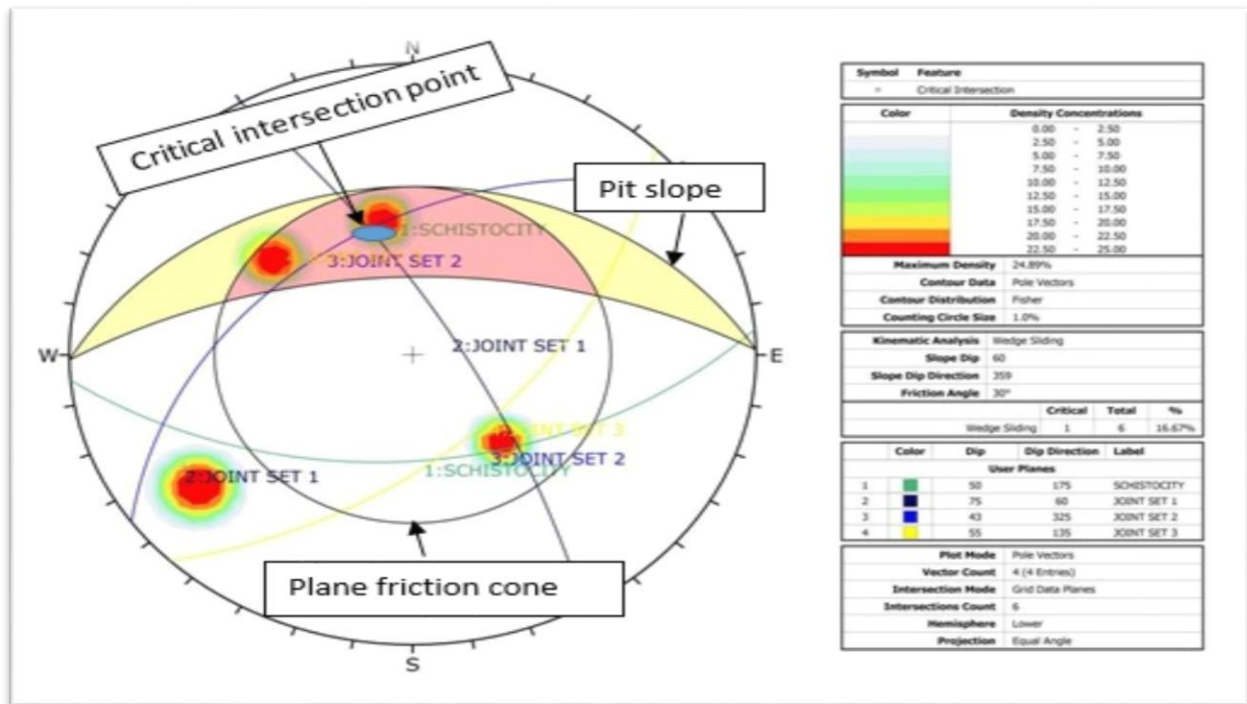 N
Critical intersection point
Pit slope
1:SCHISTOCITY
3:JOINT SET 2
W
2:JOINT SET 1
E
JOINT SET 3
3:JOINT SET 2
1:SCHISTOCITY
2:JOINT SET 1
Plane friction cone
S
Symbol Feature
Critical Intersection
Color Density Concentrations
0.00 - 2.50
2.50 - 5.00
5.00 - 7.50
7.50 - 10.00
10.00 - 12.50
12.50 - 15.00
15.00 - 17.50
17.50 - 20.00
20.00 - 22.50
22.50 - 25.00
Maximum Density 24.89%
Contour Data Pole Vectors
Contour Distribution Fisher
Counting Circle Size 1.0%
Kinematic Analysis Wedge Sliding
Slope Dip 60
Slope Dip Direction 359
Friction Angle 30°
Critical Total %
Wedge Sliding 1 6 16.67%
Color Dip Dip Direction Label
User Planes
1 50 175 SCHISTOCITY
2 75 60 JOINT SET 1
3 43 325 JOINT SET 2
4 55 135 JOINT SET 3
Plot Mode Pole Vectors
Vector Count 4 (4 Entries)
Intersection Mode Grid Data Planes
Intersections Count 6
Hemisphere Lower
Projection Equal Angle